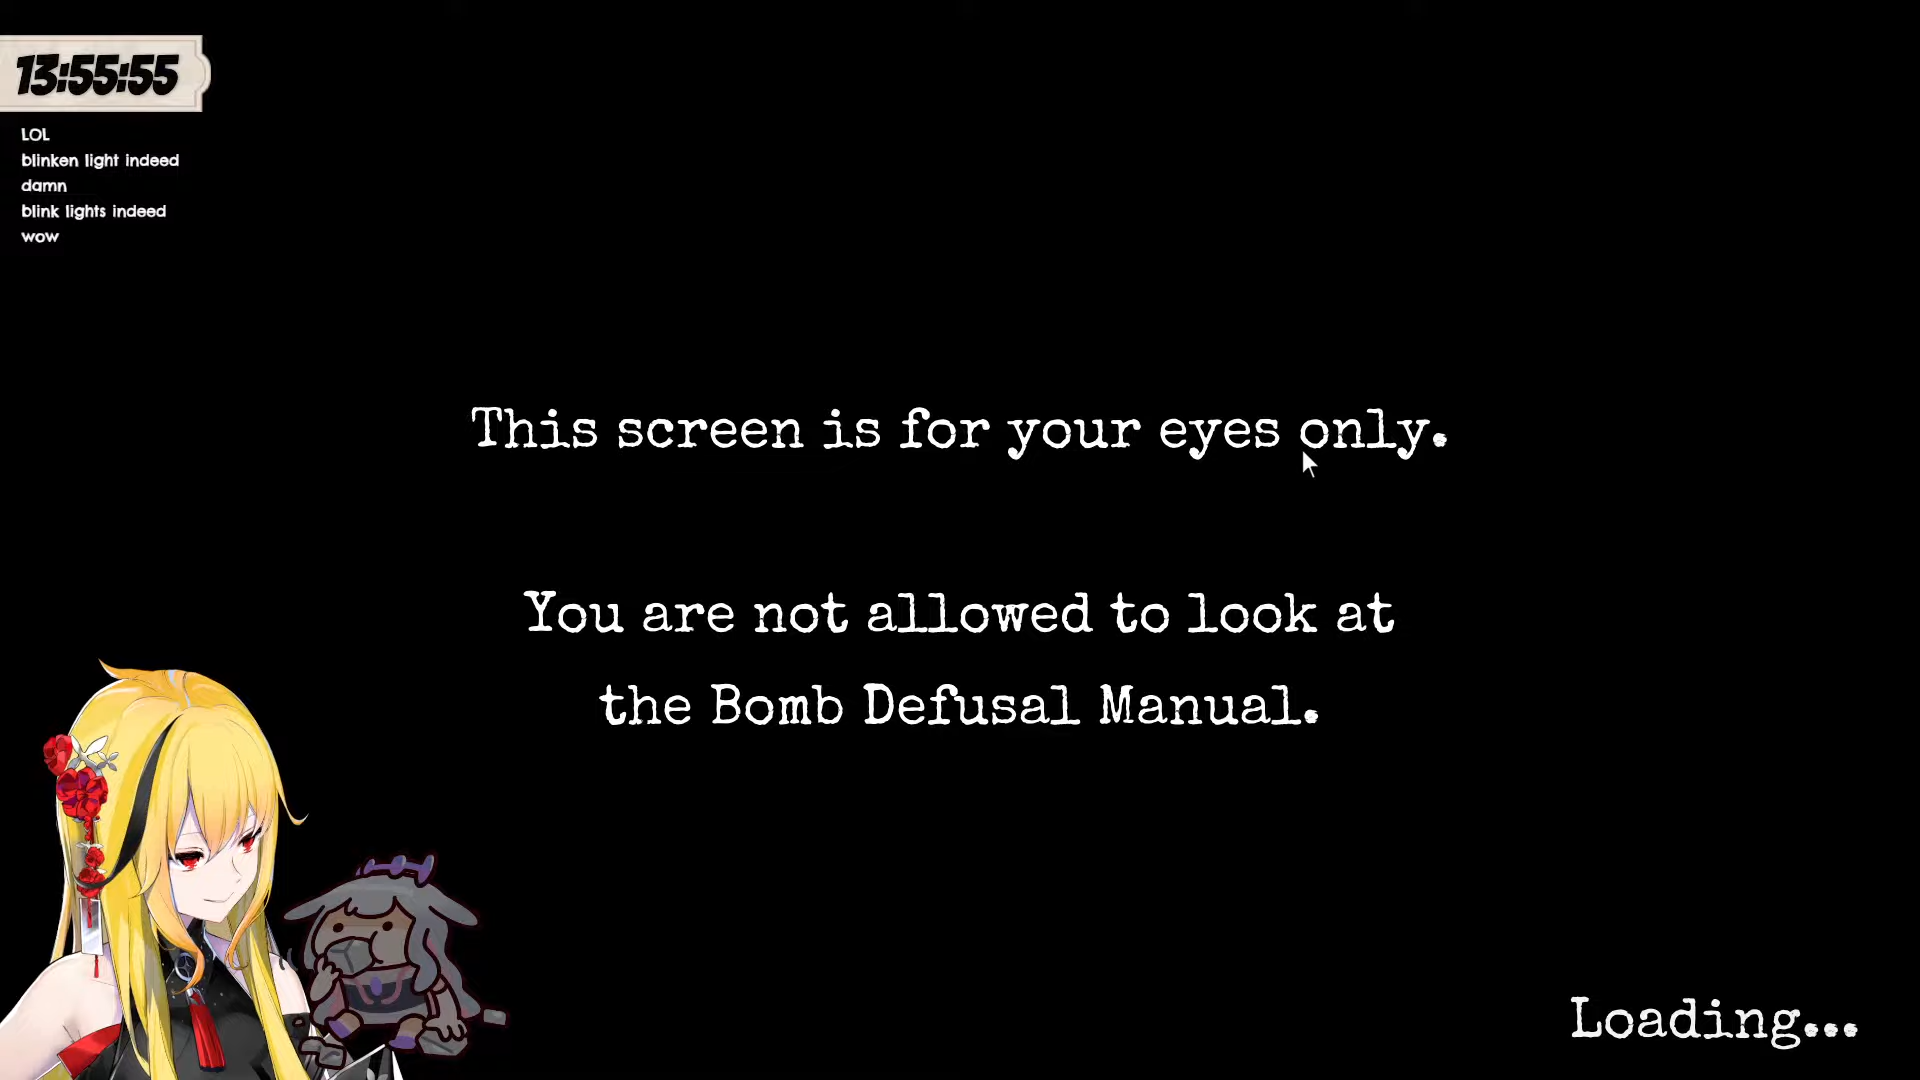 13:55:55
LOL
blinken light indeed
damn
blink lights indeed
wow
This screen is for your eyes only.
You are not allowed to look at
the Bomb Defusal Manual.
Loading...